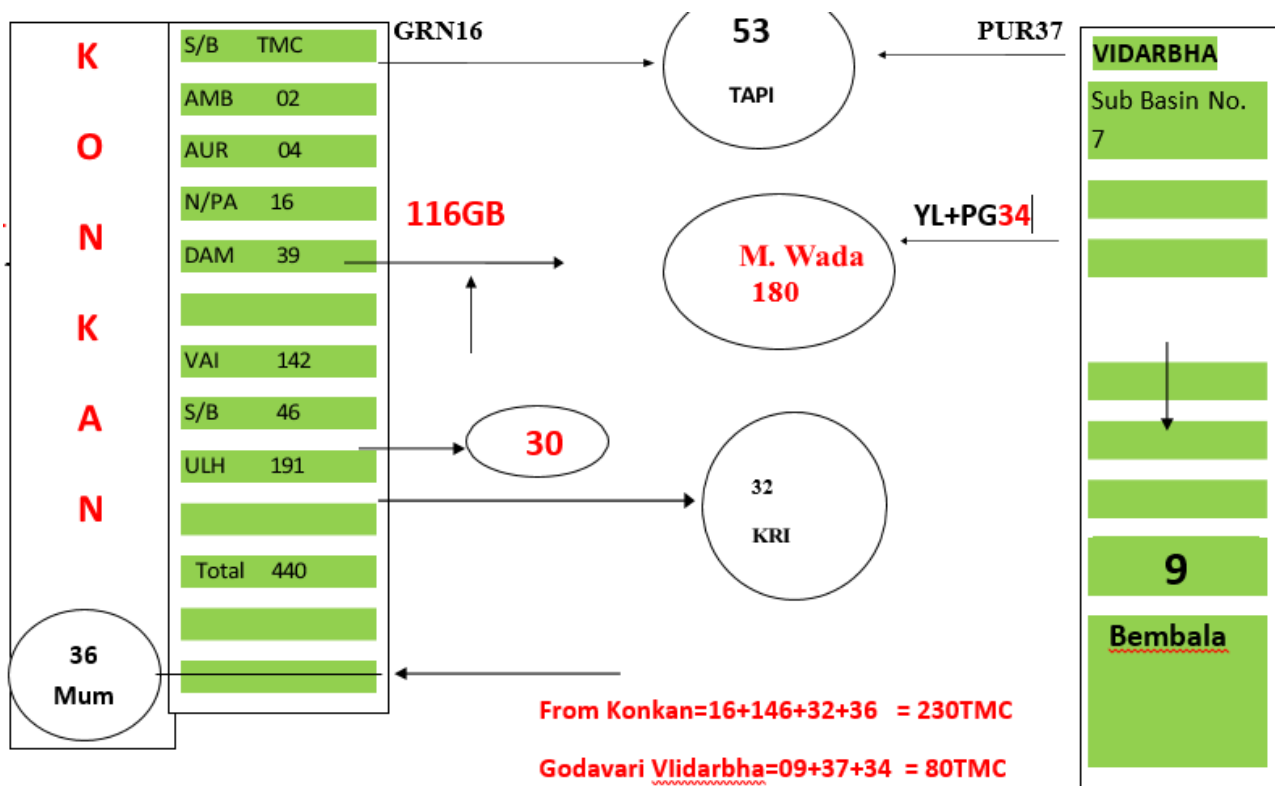 K
O
N
K
A
N
S/B TMC
AMB 02
AUR 04
N/PA 16
DAM 39
VAI 142
S/B 46
ULH 191
Total 440
36
Mum
GRN16
53
TAPI
PUR37
116GB
M. Wada
180
YL+PG34
30
32
KRI
VIDARBHA
Sub Basin No.
7
9
Bembala
From Konkan=16+146+32+36 = 230TMC
Godavari VIidarbha=09+37+34 = 80TMC